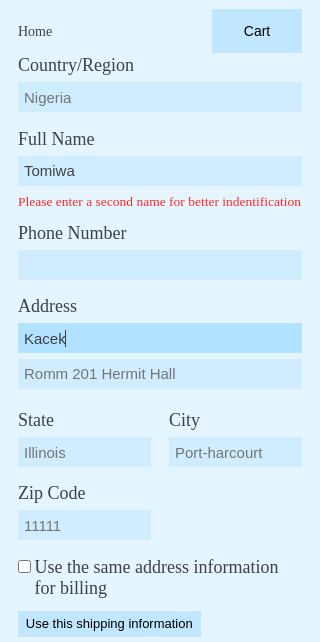 Home
Cart
Country/Region
Nigeria
Full Name
Tomiwa
Please enter a second name for better indentification
Phone Number
Address
Kacek
Romm 201 Hermit Hall
State
City
Illinois
Port-harcourt
Zip Code
11111
Use the same address information
for billing
Use this shipping information